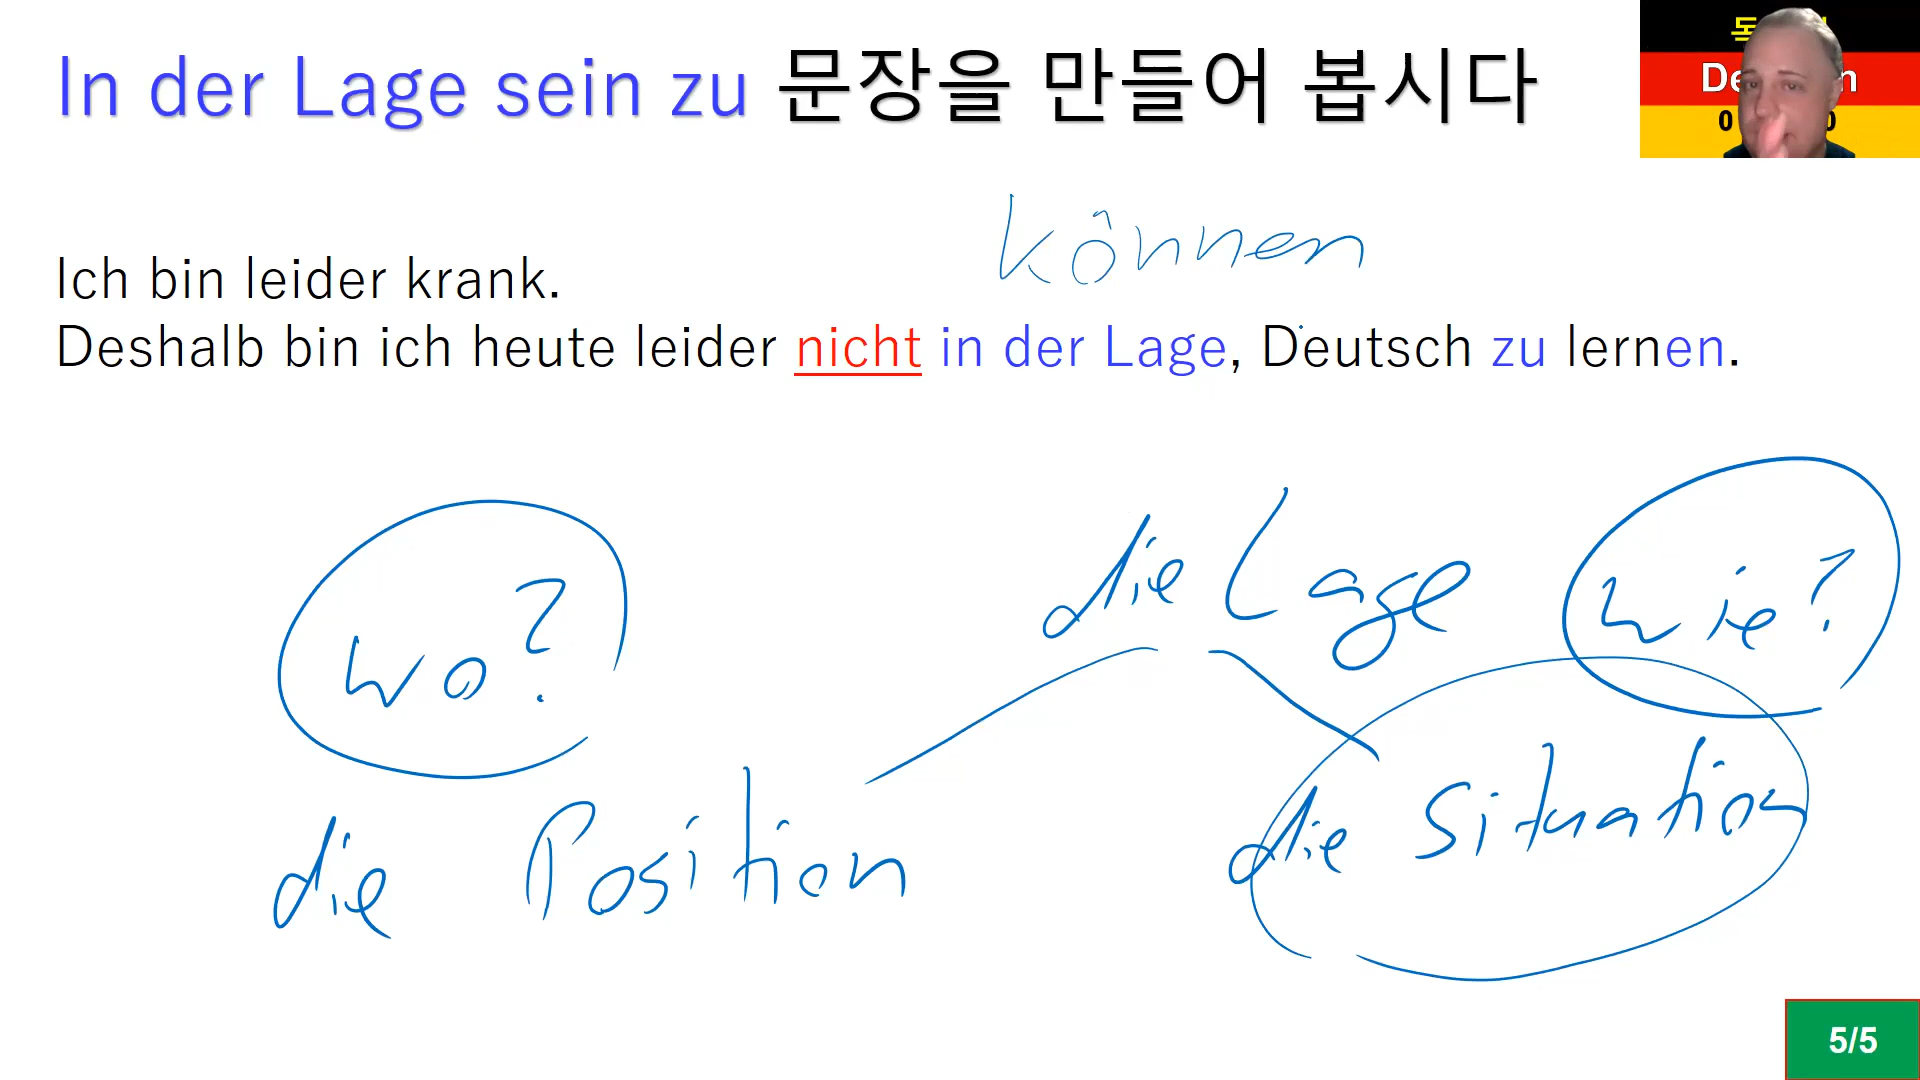 In der Lage sein zu 문장을 만들어 봅시다
können
Ich bin leider krank.
Deshalb bin ich heute leider nicht in der Lage, Deutsch zu lernen.
die Lage
wie?
wo?
die Position
die Situation
5/5